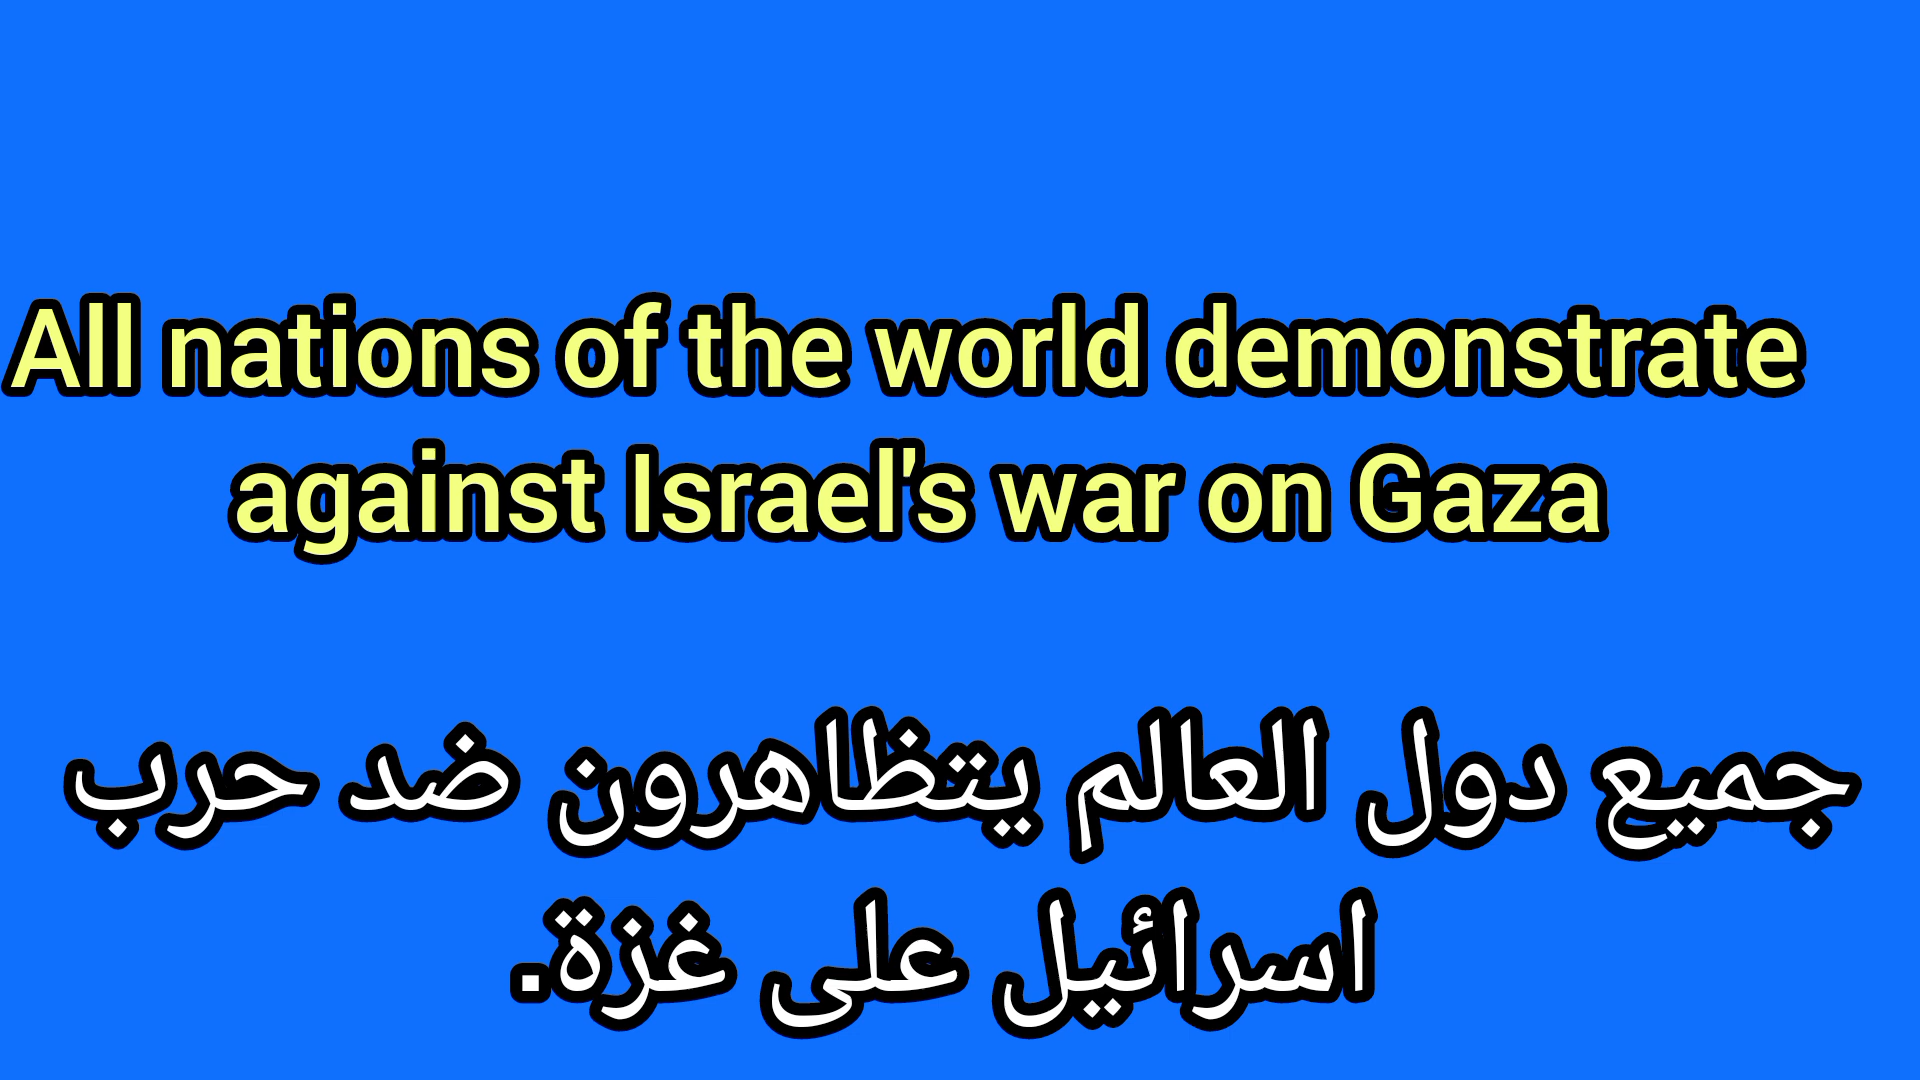 All nations of the world demonstrate
against Israel's war on Gaza
جميع دول العالم يتظاهرون ضد حرب
اسرائيل على غزة.